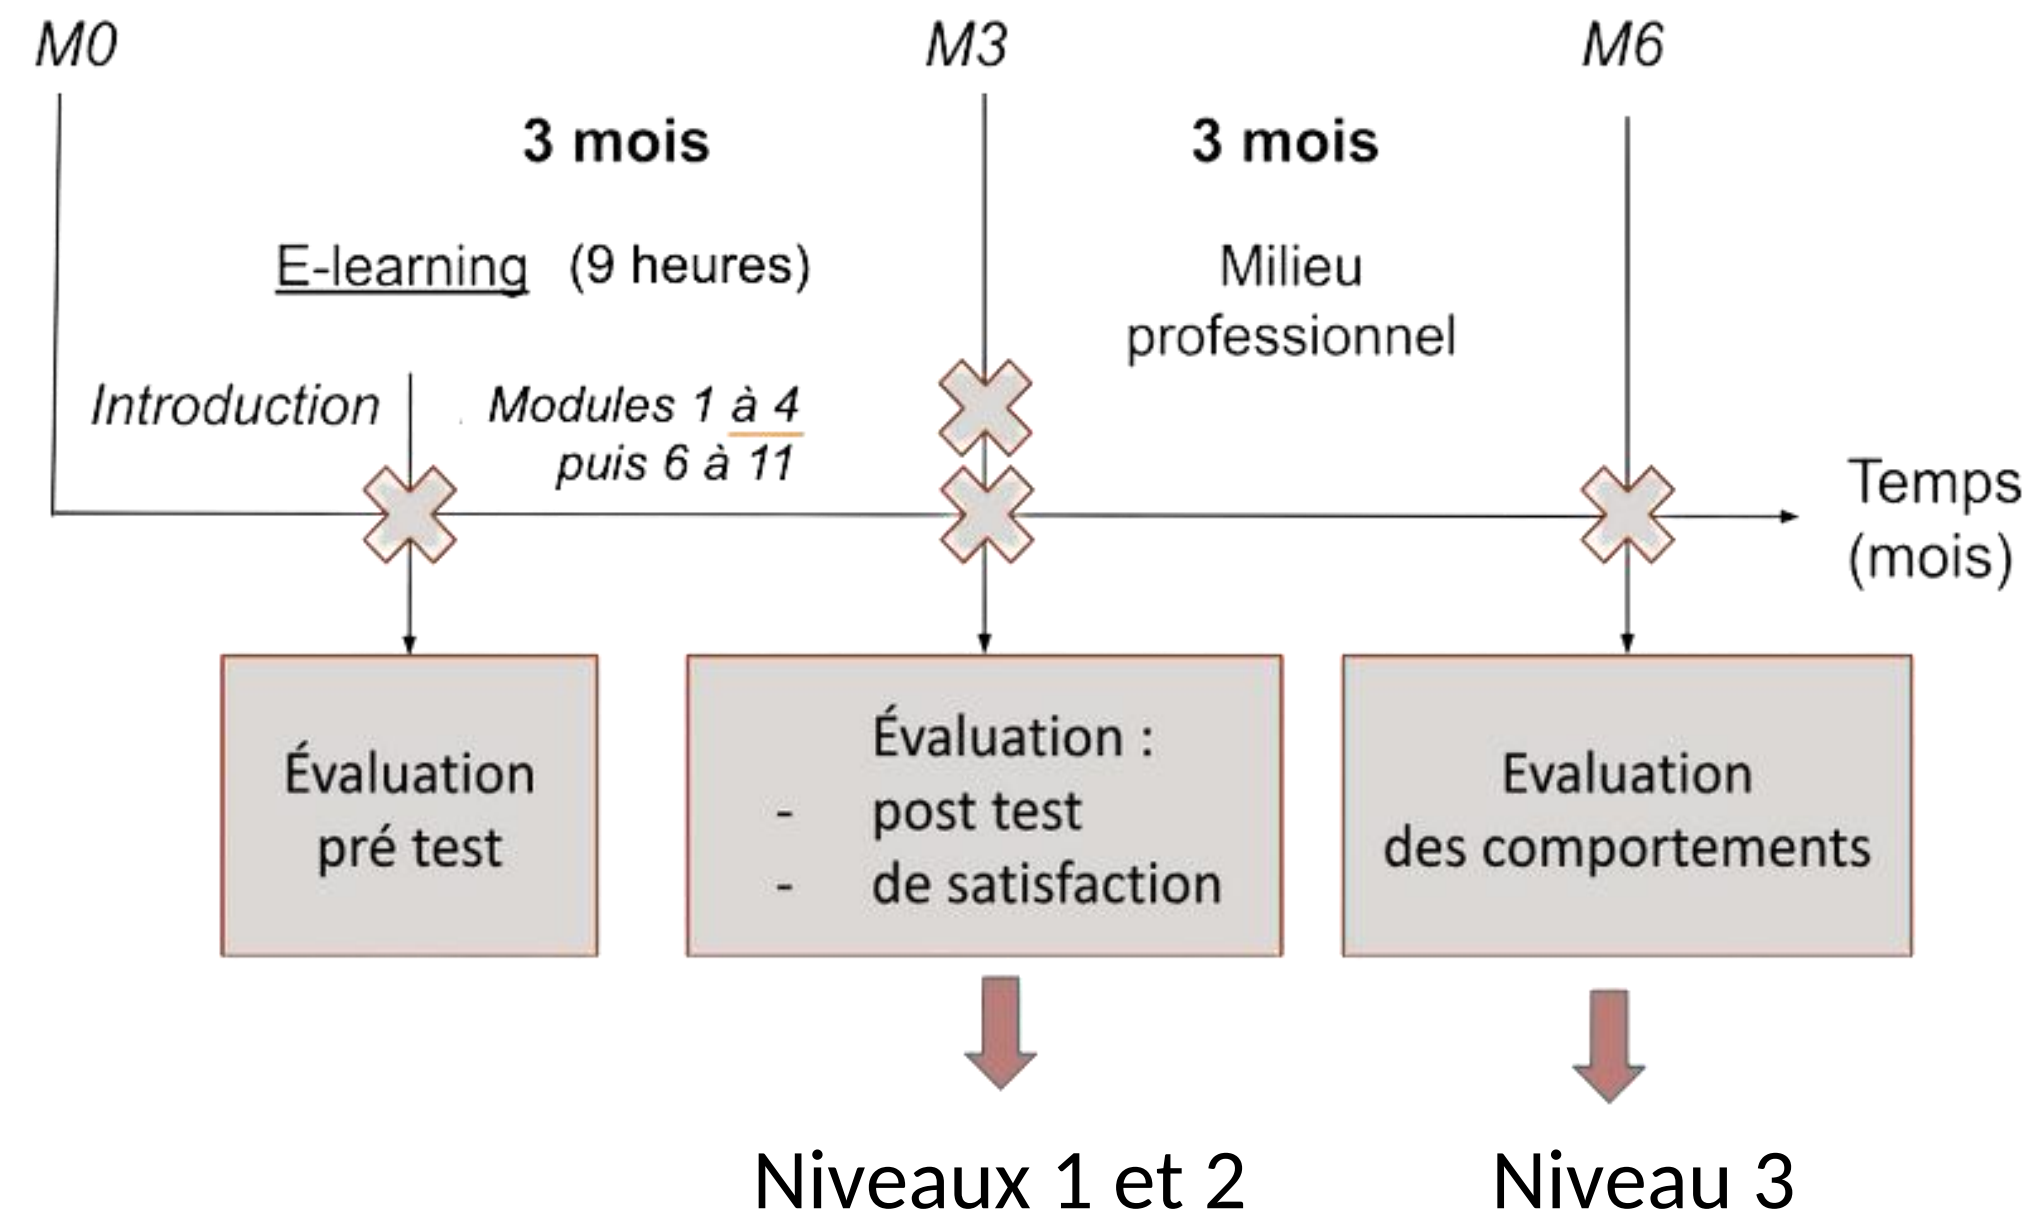 M0
M3
M6
3 mois
3 mois
E-learning (9 heures)
Milieu
professionnel
Introduction
Modules 1 à 4
puis 6 à 11
Temps
(mois)
Évaluation
pré test
Évaluation :
- post test
- de satisfaction
Evaluation
des comportements
Niveaux 1 et 2
Niveau 3